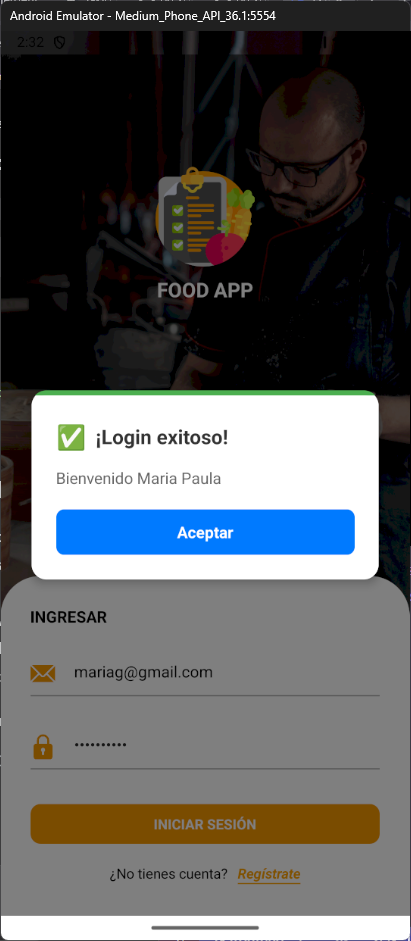 Android Emulator - Medium_Phone_API_36.1:5554
2:32
FOOD APP
✅ ¡Login exitoso!
Bienvenido Maria Paula
Aceptar
INGRESAR
mariag@gmail.com
••••••••••
INICIAR SESIÓN
¿No tienes cuenta? Regístrate